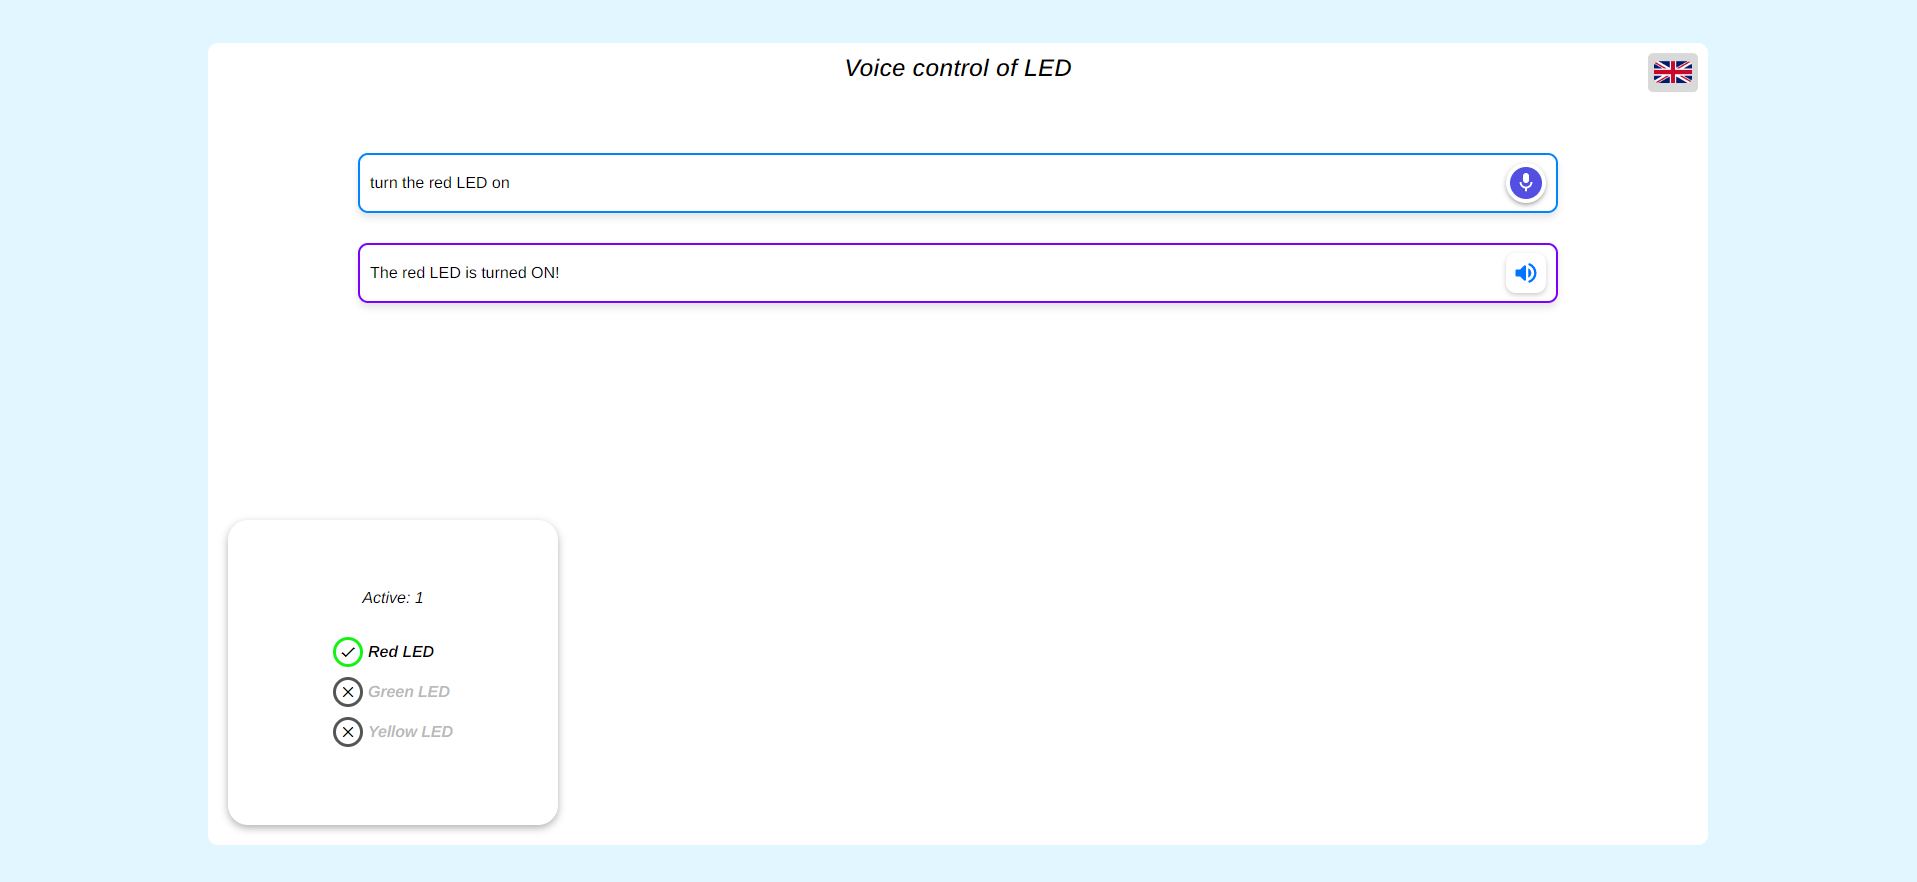 Voice control of LED
turn the red LED on
The red LED is turned ON!
Active: 1
Red LED
Green LED
Yellow LED